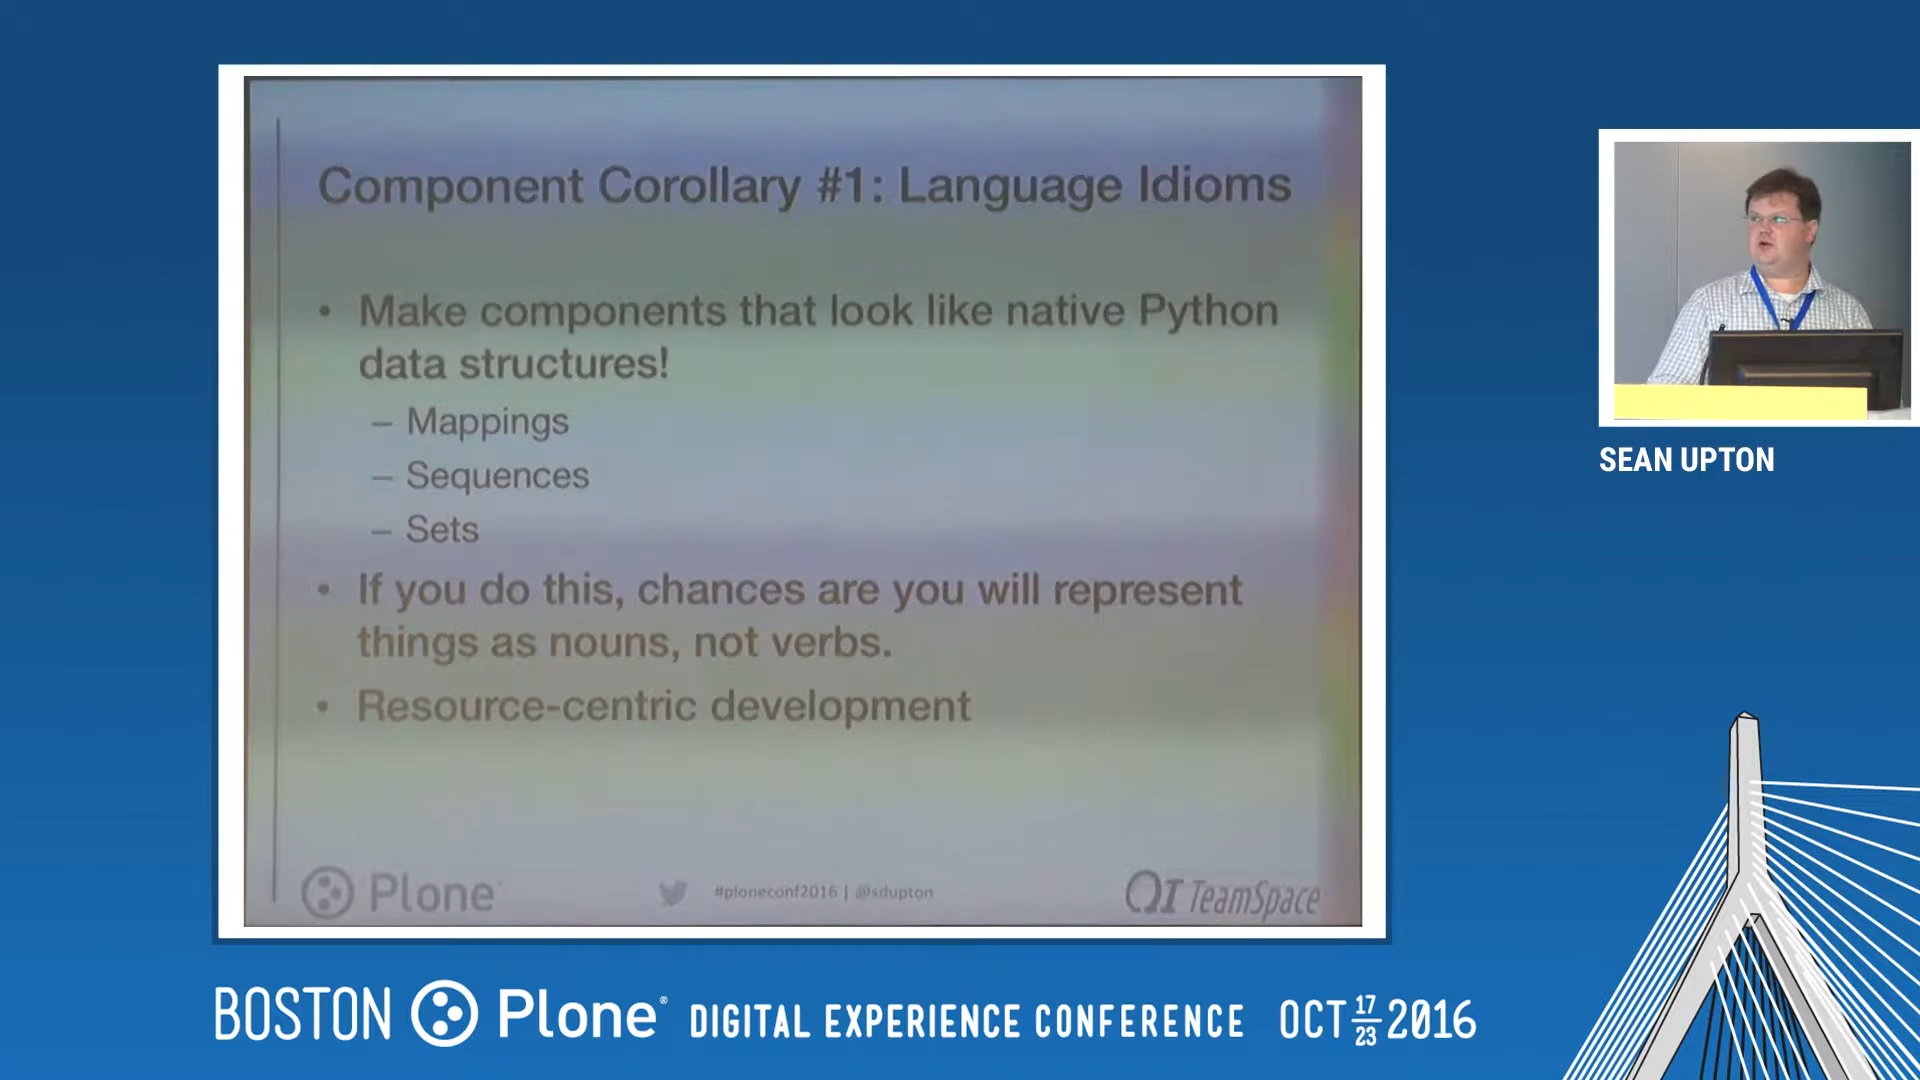 Component Corollary #1: Language Idioms
• Make components that look like native Python
data structures!
– Mappings
– Sequences
– Sets
• If you do this, chances are you will represent
things as nouns, not verbs.
• Resource-centric development
Plone
#ploneconf2016 | @sdupton
QI TeamSpace
SEAN UPTON
BOSTON Plone® DIGITAL EXPERIENCE CONFERENCE OCT 17 23 2016